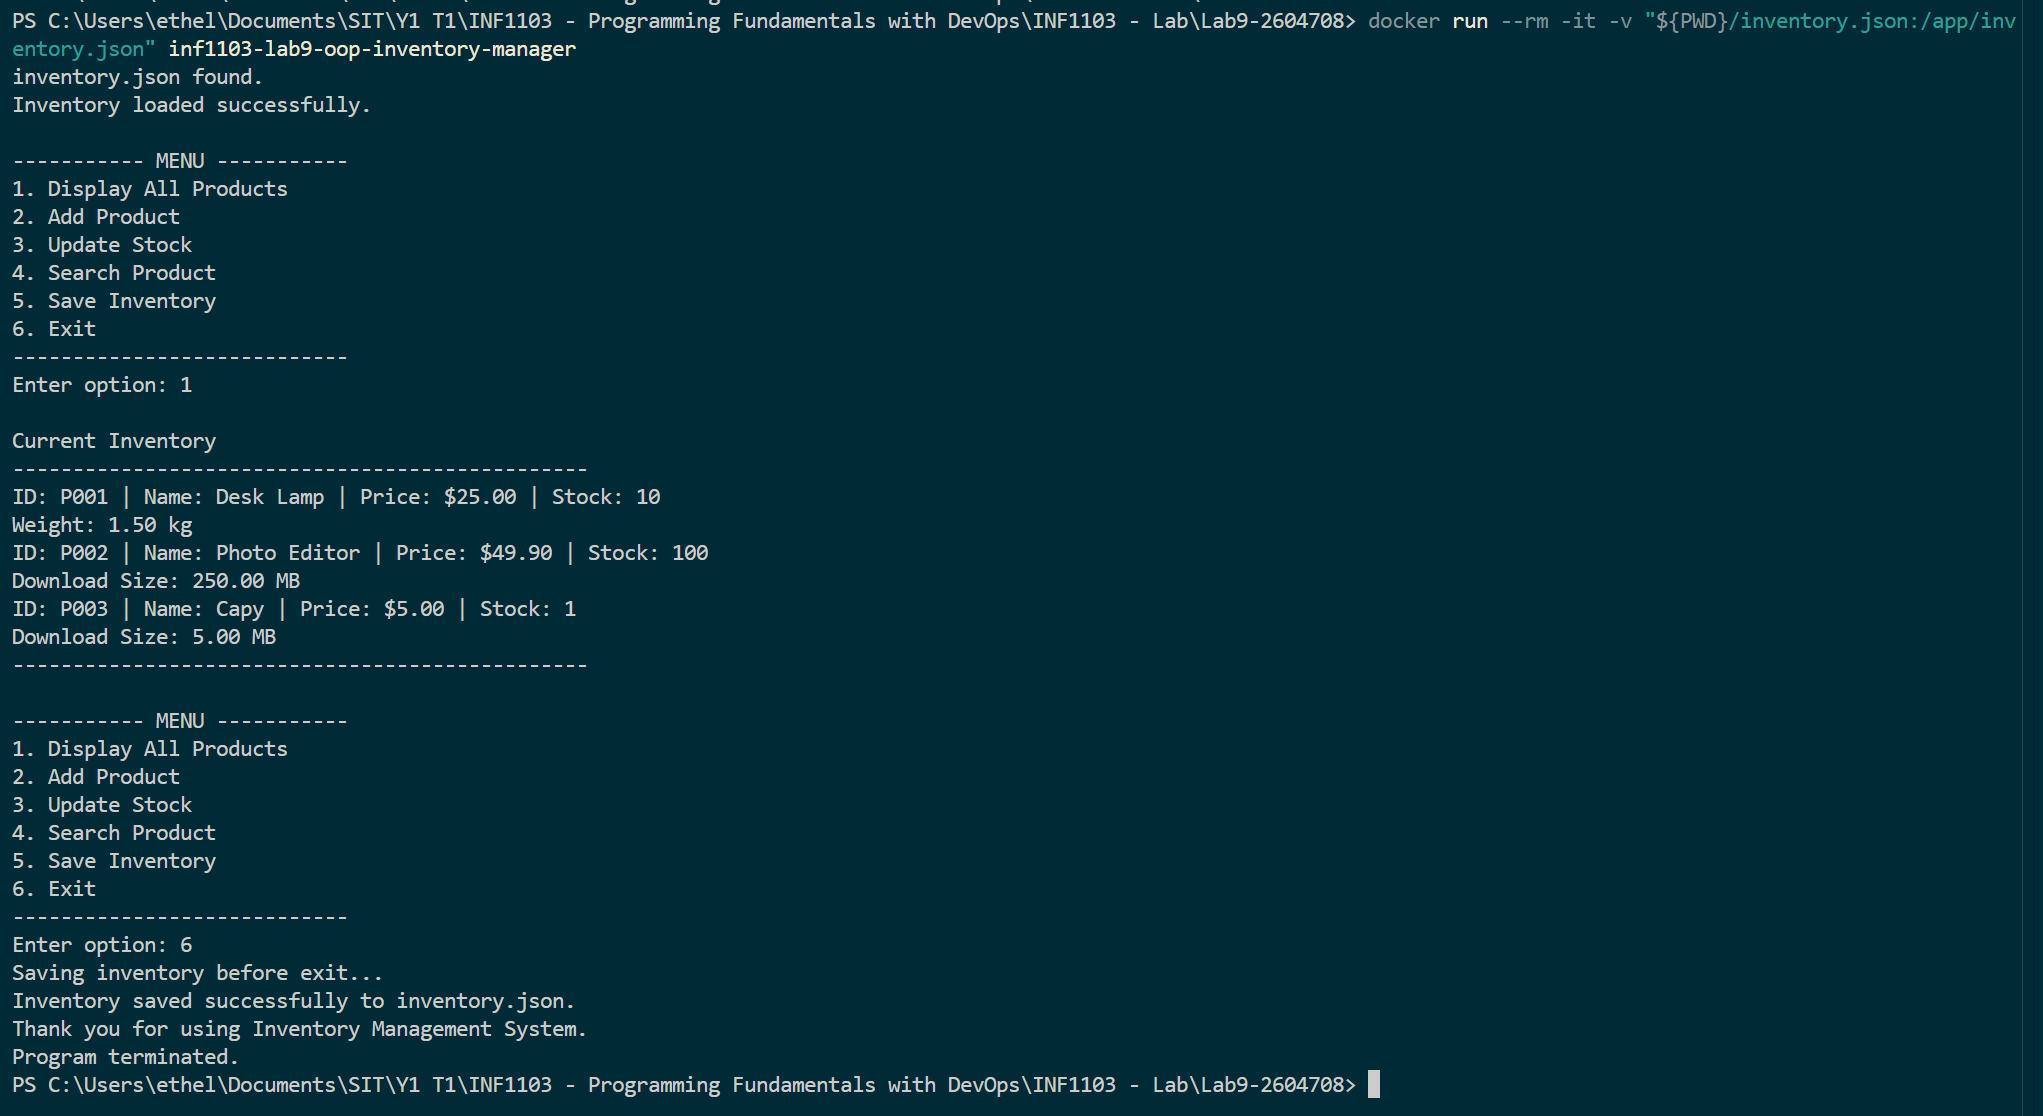 PS C:\Users\ethel\Documents\SIT\Y1 T1\INF1103 - Programming Fundamentals with DevOps\INF1103 - Lab\Lab9-2604708> docker run --rm -it -v "${PWD}/inventory.json:/app/inv
entory.json" inf1103-lab9-oop-inventory-manager
inventory.json found.
Inventory loaded successfully.

----------- MENU -----------
1. Display All Products
2. Add Product
3. Update Stock
4. Search Product
5. Save Inventory
6. Exit
----------------------------
Enter option: 1

Current Inventory
------------------------------------------------
ID: P001 | Name: Desk Lamp | Price: $25.00 | Stock: 10
Weight: 1.50 kg
ID: P002 | Name: Photo Editor | Price: $49.90 | Stock: 100
Download Size: 250.00 MB
ID: P003 | Name: Capy | Price: $5.00 | Stock: 1
Download Size: 5.00 MB
------------------------------------------------

----------- MENU -----------
1. Display All Products
2. Add Product
3. Update Stock
4. Search Product
5. Save Inventory
6. Exit
----------------------------
Enter option: 6
Saving inventory before exit...
Inventory saved successfully to inventory.json.
Thank you for using Inventory Management System.
Program terminated.
PS C:\Users\ethel\Documents\SIT\Y1 T1\INF1103 - Programming Fundamentals with DevOps\INF1103 - Lab\Lab9-2604708>